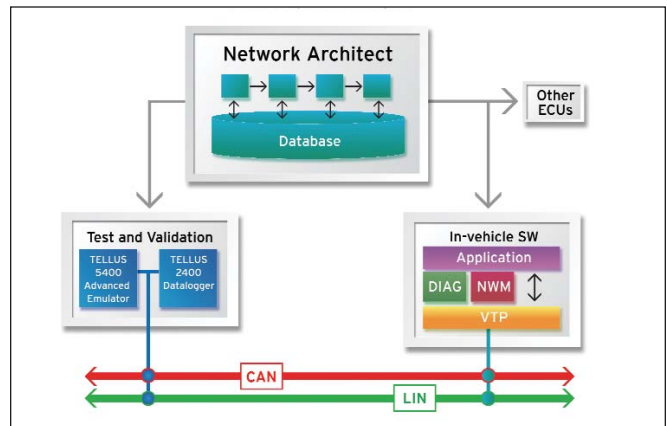 Network Architect
Database
Other
ECUs
Test and Validation
TELLUS
5400
Advanced
Emulator
TELLUS
2400
Datalogger
In-vehicle SW
Application
DIAG
NWM
VTP
CAN
LIN